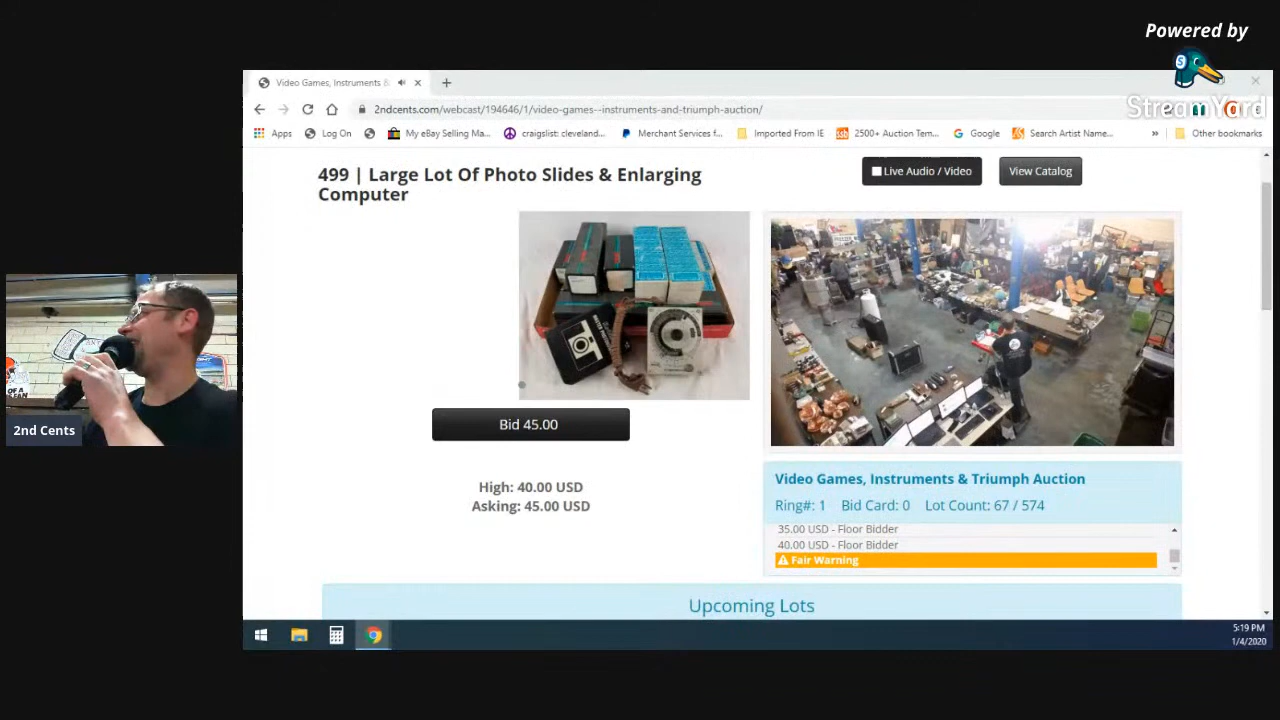 Powered by
StreamYard
Video Games, Instruments &
2ndcents.com/webcast/194646/1/video-games--instruments-and-triumph-auction/
Apps
Log On
My eBay Selling Ma...
craigslist: cleveland...
Merchant Services f...
Imported From IE
2500+ Auction Tem...
Google
Search Artist Name...
»
Other bookmarks
499 | Large Lot Of Photo Slides & Enlarging
Computer
Live Audio / Video
View Catalog
Bid 45.00
High: 40.00 USD
Asking: 45.00 USD
2nd Cents
Video Games, Instruments & Triumph Auction
Ring#: 1 Bid Card: 0 Lot Count: 67 / 574
35.00 USD - Floor Bidder
40.00 USD - Floor Bidder
Fair Warning
Upcoming Lots
5:19 PM
1/4/2020